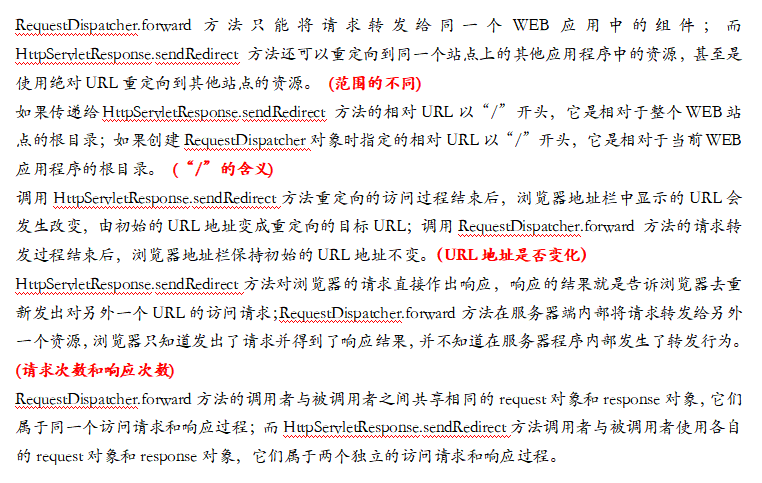 RequestDispatcher.forward 方法只能将请求转发给同一个 WEB 应用中的组件；而
HttpServletResponse.sendRedirect 方法还可以重定向到同一个站点上的其他应用程序中的资源，甚至是
使用绝对 URL 重定向到其他站点的资源。 (范围的不同)
如果传递给 HttpServletResponse.sendRedirect 方法的相对 URL 以“/”开头，它是相对于整个 WEB 站
点的根目录；如果创建 RequestDispatcher 对象时指定的相对 URL 以“/”开头，它是相对于当前 WEB
应用程序的根目录。 (“/”的含义)
调用 HttpServletResponse.sendRedirect 方法重定向的访问过程结束后，浏览器地址栏中显示的 URL 会
发生改变，由初始的 URL 地址变成重定向的目标 URL；调用 RequestDispatcher.forward 方法的请求转
发过程结束后，浏览器地址栏保持初始的 URL 地址不变。(URL 地址是否变化)
HttpServletResponse.sendRedirect 方法对浏览器的请求直接作出响应，响应的结果就是告诉浏览器去重
新发出对另外一个 URL 的访问请求;RequestDispatcher.forward 方法在服务器端内部将请求转发给另外
一个资源，浏览器只知道发出了请求并得到了响应结果，并不知道在服务器程序内部发生了转发行为。
(请求次数和响应次数)
RequestDispatcher.forward 方法的调用者与被调用者之间共享相同的 request 对象和 response 对象，它们
属于同一个访问请求和响应过程；而 HttpServletResponse.sendRedirect 方法调用者与被调用者使用各自
的 request 对象和 response 对象，它们属于两个独立的访问请求和响应过程。